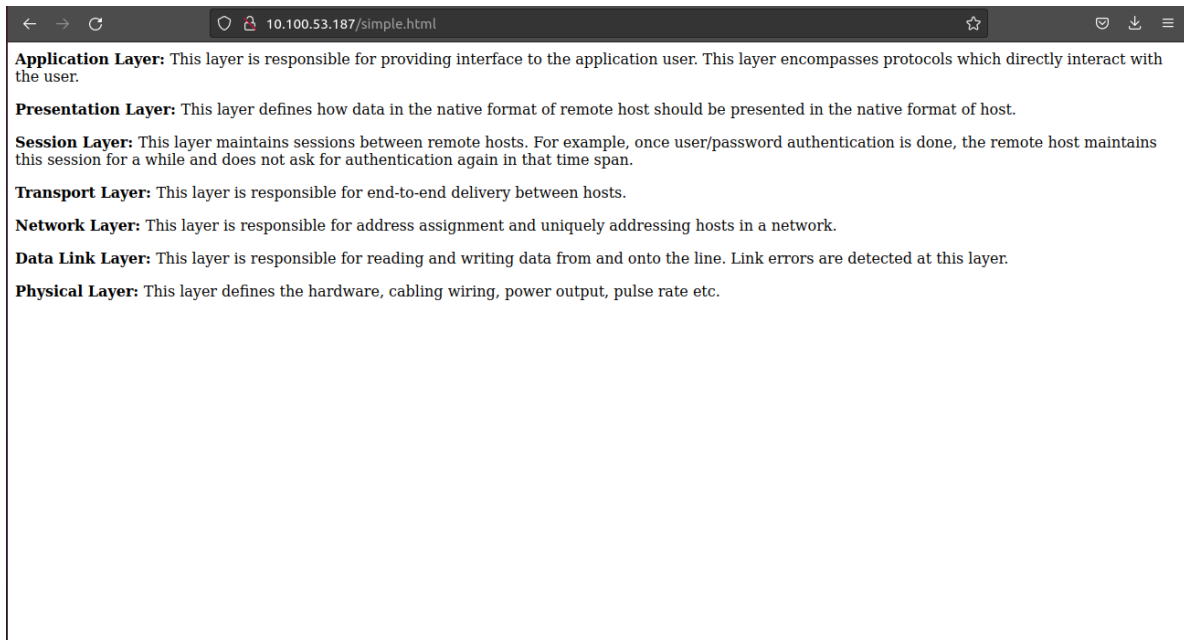 10.100.53.187/simple.html
Application Layer: This layer is responsible for providing interface to the application user. This layer encompasses protocols which directly interact with
the user.
Presentation Layer: This layer defines how data in the native format of remote host should be presented in the native format of host.
Session Layer: This layer maintains sessions between remote hosts. For example, once user/password authentication is done, the remote host maintains
this session for a while and does not ask for authentication again in that time span.
Transport Layer: This layer is responsible for end-to-end delivery between hosts.
Network Layer: This layer is responsible for address assignment and uniquely addressing hosts in a network.
Data Link Layer: This layer is responsible for reading and writing data from and onto the line. Link errors are detected at this layer.
Physical Layer: This layer defines the hardware, cabling wiring, power output, pulse rate etc.